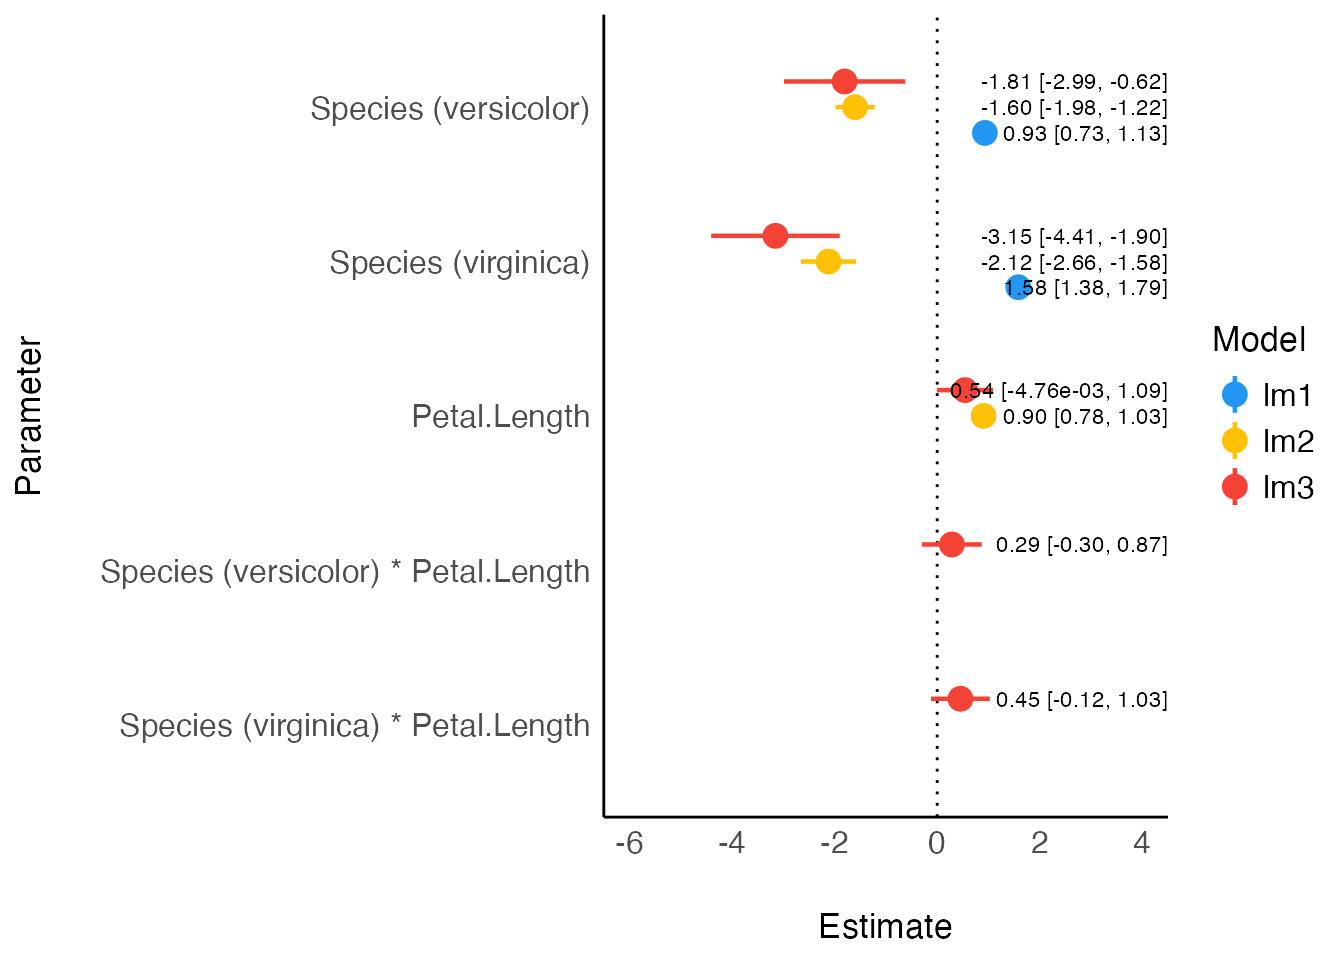 Parameter
Species (versicolor)
-1.81 [-2.99, -0.62]
-1.60 [-1.98, -1.22]
0.93 [0.73, 1.13]
Species (virginica)
-3.15 [-4.41, -1.90]
-2.12 [-2.66, -1.58]
1.58 [1.38, 1.79]
Petal.Length
0.54 [-4.76e-03, 1.09]
0.90 [0.78, 1.03]
Species (versicolor) * Petal.Length
0.29 [-0.30, 0.87]
Species (virginica) * Petal.Length
0.45 [-0.12, 1.03]
-6 -4 -2 0 2 4
Estimate
Model
lm1
lm2
lm3